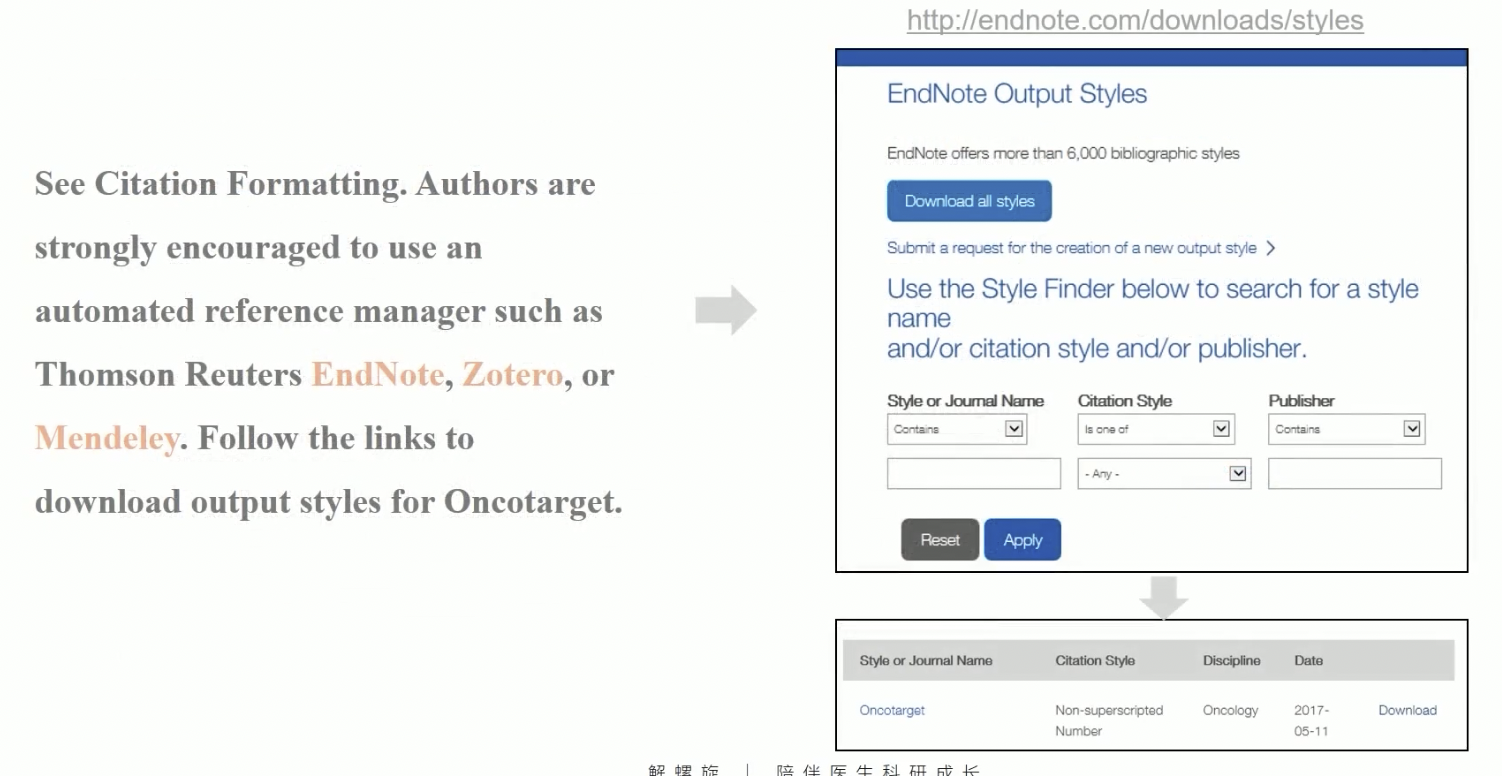 http://endnote.com/downloads/styles
EndNote Output Styles
EndNote offers more than 6,000 bibliographic styles
Download all styles
Submit a request for the creation of a new output style >
Use the Style Finder below to search for a style
name
and/or citation style and/or publisher.
Style or Journal Name Citation Style Publisher
Contains Is one of Contains
- Any -
Reset Apply
See Citation Formatting. Authors are
strongly encouraged to use an
automated reference manager such as
Thomson Reuters EndNote, Zotero, or
Mendeley. Follow the links to
download output styles for Oncotarget.
Style or Journal Name Citation Style Discipline Date
Oncotarget Non-superscripted Oncology 2017- Download
Number 05-11
解螺旋 | 陪伴医生科研成长